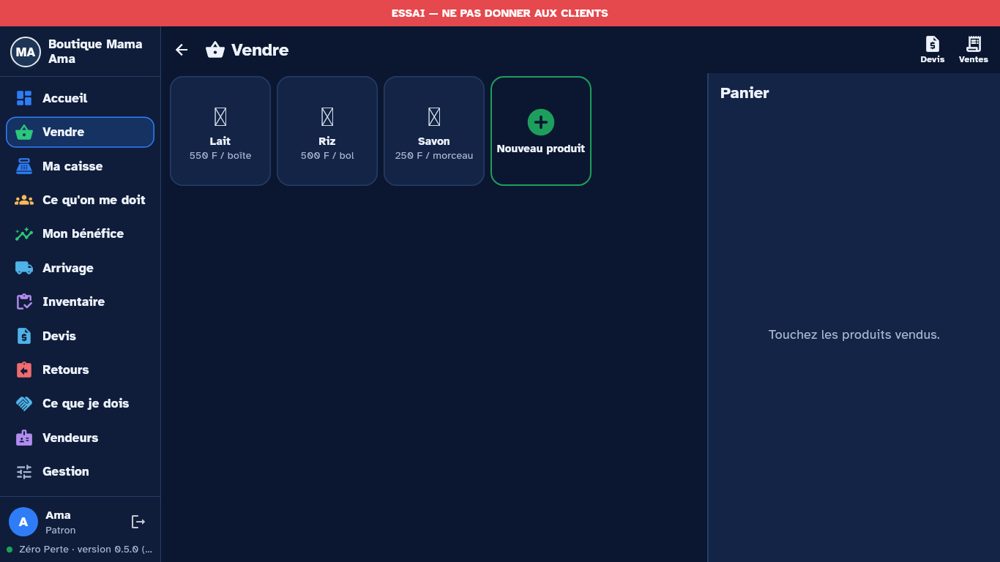 ESSAI — NE PAS DONNER AUX CLIENTS
MA
Boutique Mama
Ama
Accueil
Vendre
Ma caisse
Ce qu'on me doit
Mon bénéfice
Arrivage
Inventaire
Devis
Retours
Ce que je dois
Vendeurs
Gestion
A
Ama
Patron
Zéro Perte · version 0.5.0 (…
Vendre
Devis
Ventes
Lait
550 F / boîte
Riz
500 F / bol
Savon
250 F / morceau
Nouveau produit
Panier
Touchez les produits vendus.